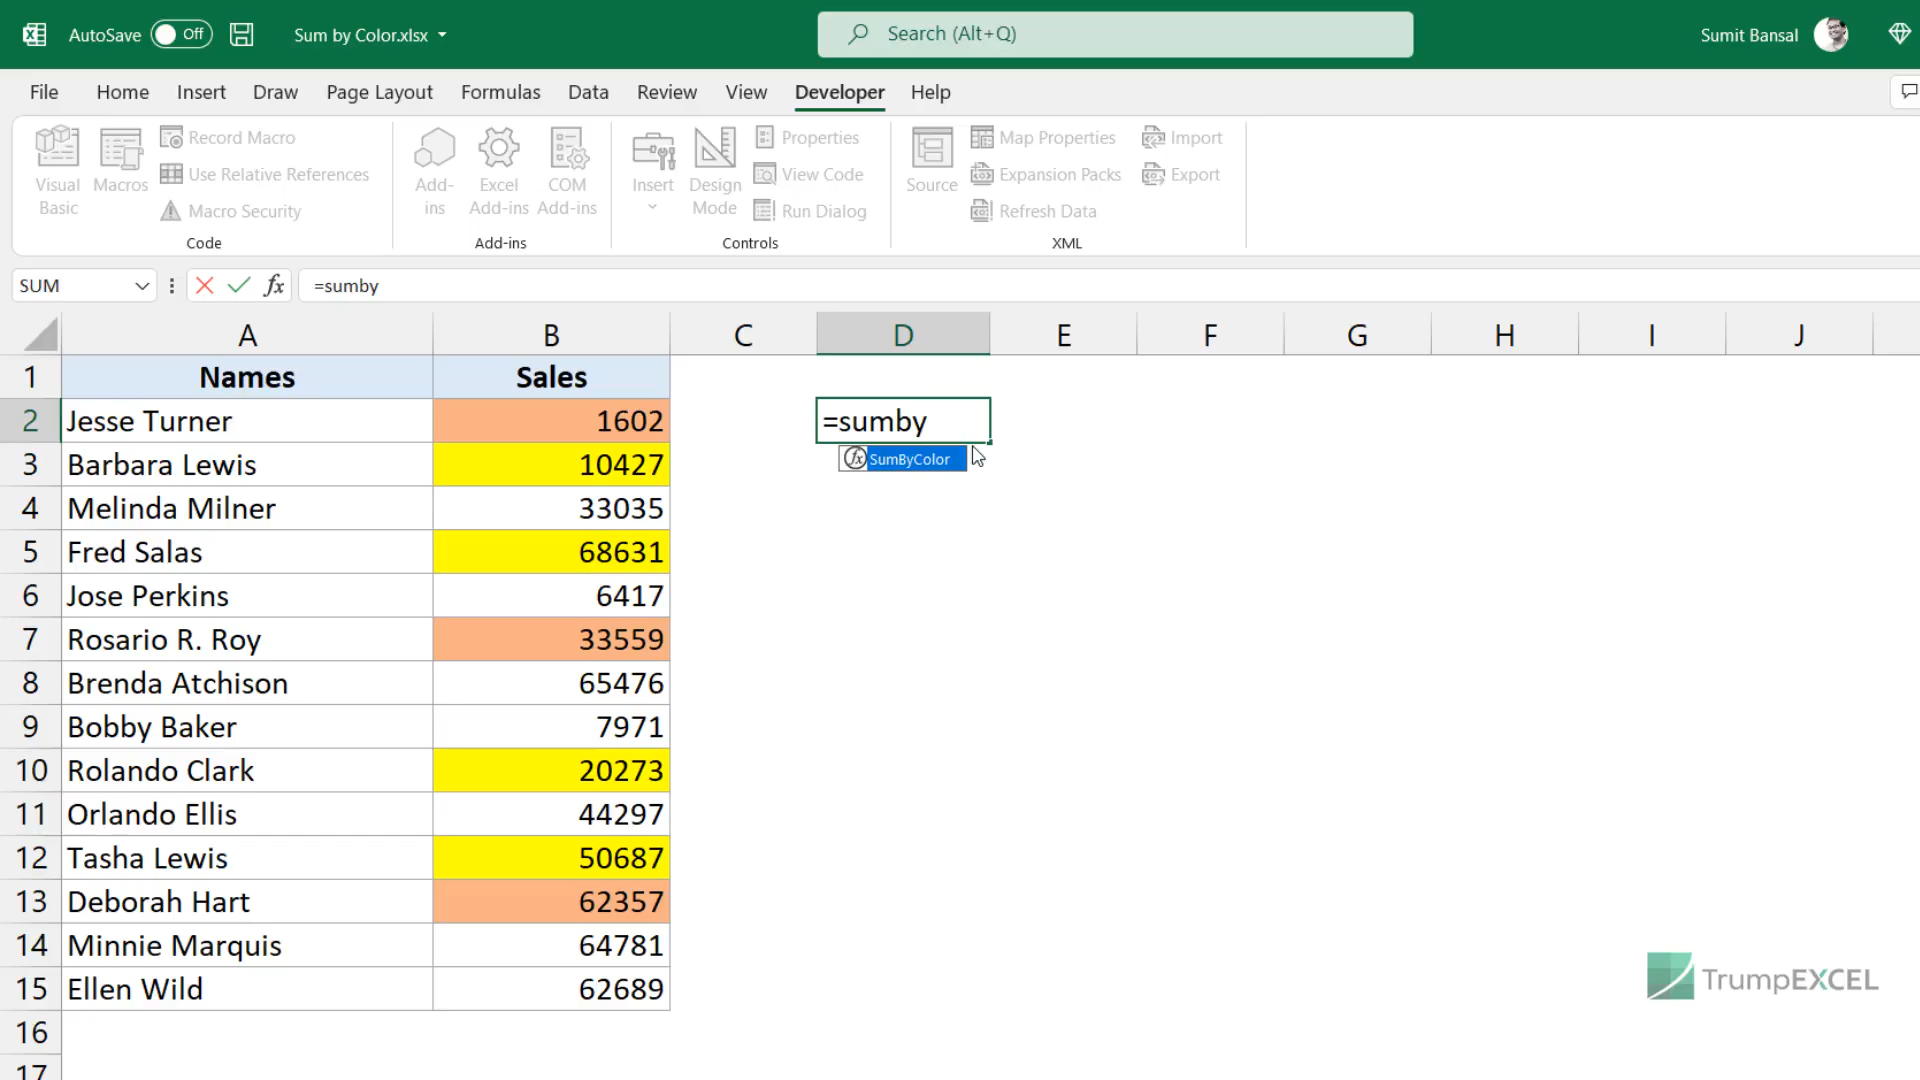 AutoSave Off Sum by Color.xlsx Search (Alt+Q) Sumit Bansal
File Home Insert Draw Page Layout Formulas Data Review View Developer Help
Visual Basic
Macros
Record Macro
Use Relative References
Macro Security
Code
Add-ins
Excel Add-ins
COM Add-ins
Add-ins
Insert
Design Mode
Properties
View Code
Run Dialog
Controls
Source
Map Properties
Expansion Packs
Refresh Data
Import
Export
XML
SUM fx =sumby
A B C D E F G H I J
1 Names Sales
2 Jesse Turner 1602 =sumby
fx SumByColor
3 Barbara Lewis 10427
4 Melinda Milner 33035
5 Fred Salas 68631
6 Jose Perkins 6417
7 Rosario R. Roy 33559
8 Brenda Atchison 65476
9 Bobby Baker 7971
10 Rolando Clark 20273
11 Orlando Ellis 44297
12 Tasha Lewis 50687
13 Deborah Hart 62357
14 Minnie Marquis 64781
15 Ellen Wild 62689
16
17
TrumpEXCEL